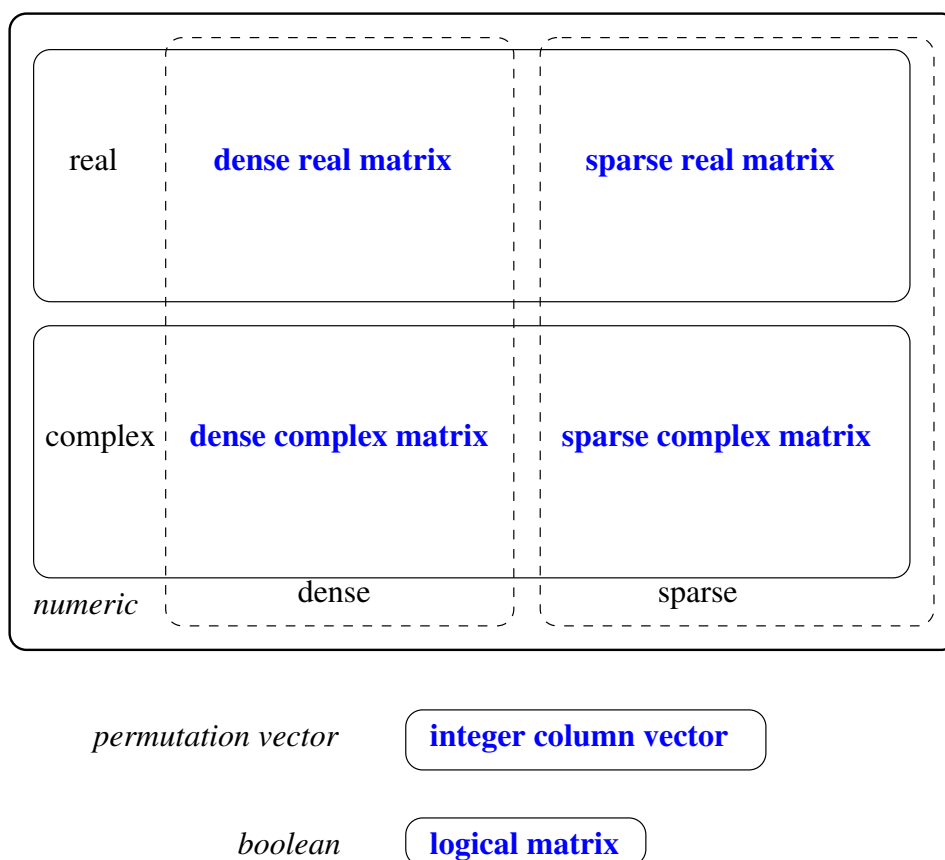 real dense real matrix sparse real matrix
complex dense complex matrix sparse complex matrix
dense sparse
numeric
permutation vector integer column vector
boolean logical matrix